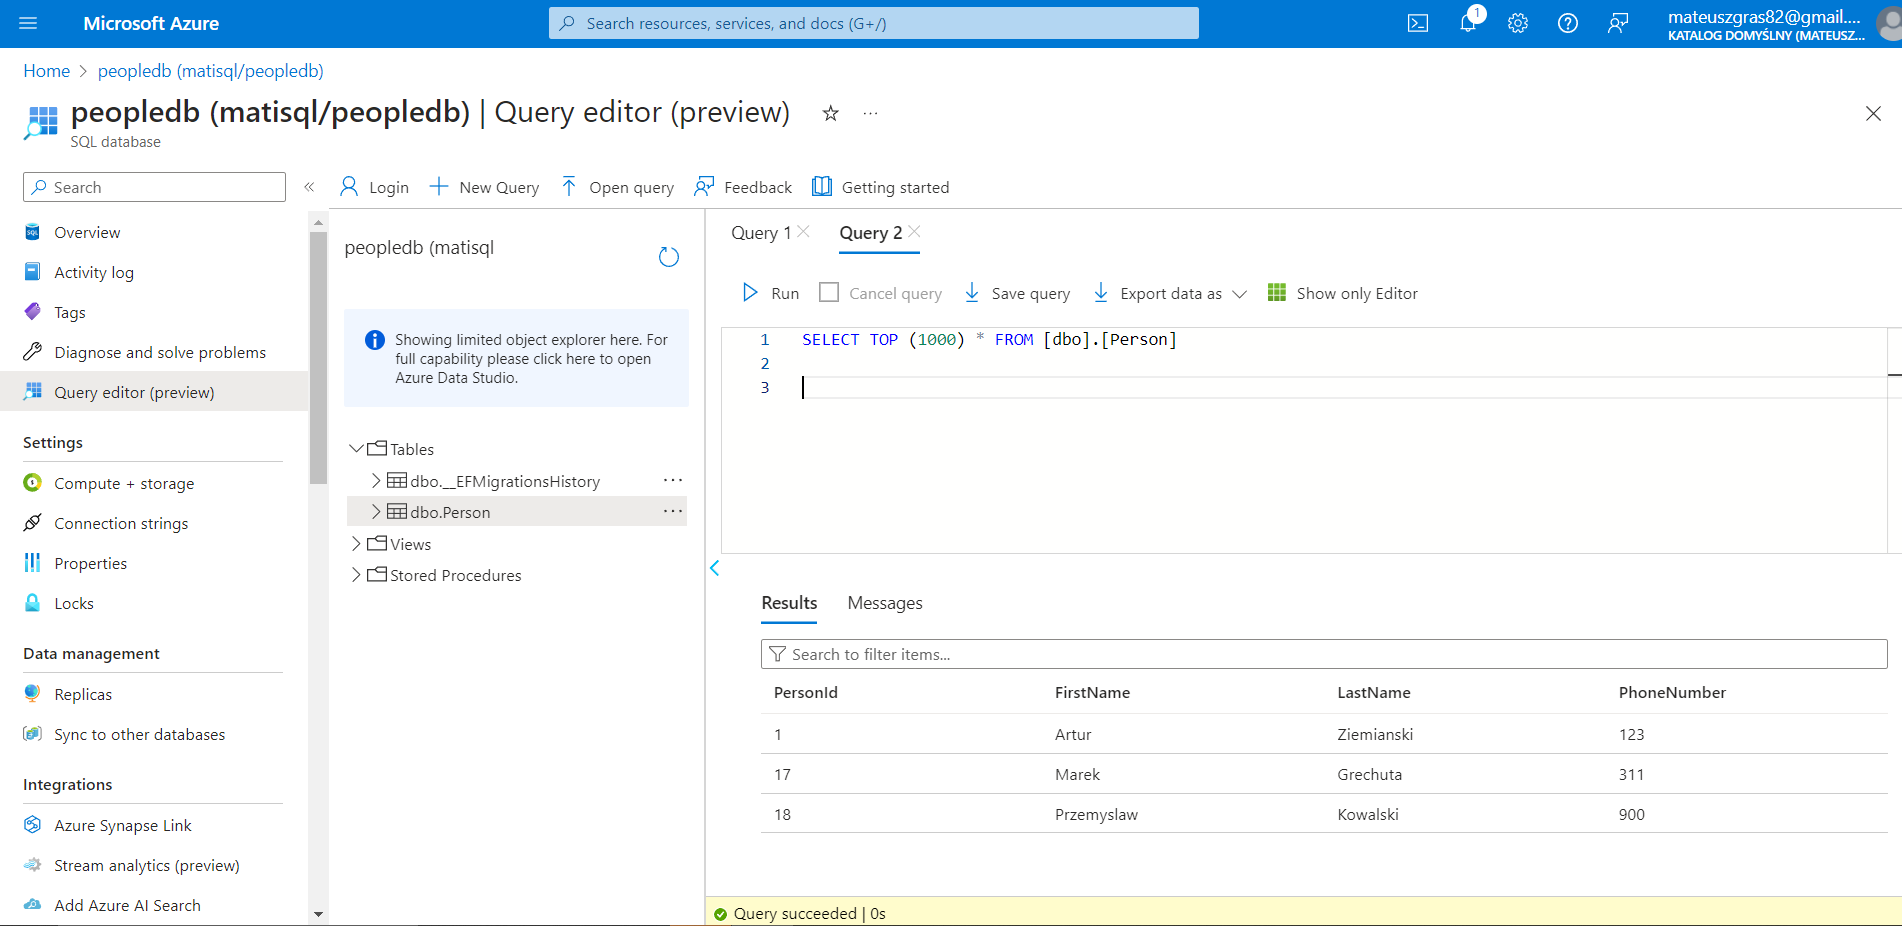 Microsoft Azure
Search resources, services, and docs (G+/)
1
mateuszgras82@gmail....
KATALOG DOMYŚLNY (MATEUSZ...
Home > peopledb (matisql/peopledb)
peopledb (matisql/peopledb) | Query editor (preview)
SQL database
Search
«
Login
New Query
Open query
Feedback
Getting started
Overview
Activity log
Tags
Diagnose and solve problems
Query editor (preview)
Settings
Compute + storage
Connection strings
Properties
Locks
Data management
Replicas
Sync to other databases
Integrations
Azure Synapse Link
Stream analytics (preview)
Add Azure AI Search
peopledb (matisql
Showing limited object explorer here. For
full capability please click here to open
Azure Data Studio.
Tables
dbo.__EFMigrationsHistory
dbo.Person
Views
Stored Procedures
Query 1
Query 2
Run
Cancel query
Save query
Export data as
Show only Editor
1 SELECT TOP (1000) * FROM [dbo].[Person]
2
3
Results
Messages
Search to filter items...
PersonId FirstName LastName PhoneNumber
1 Artur Ziemianski 123
17 Marek Grechuta 311
18 Przemyslaw Kowalski 900
Query succeeded | 0s